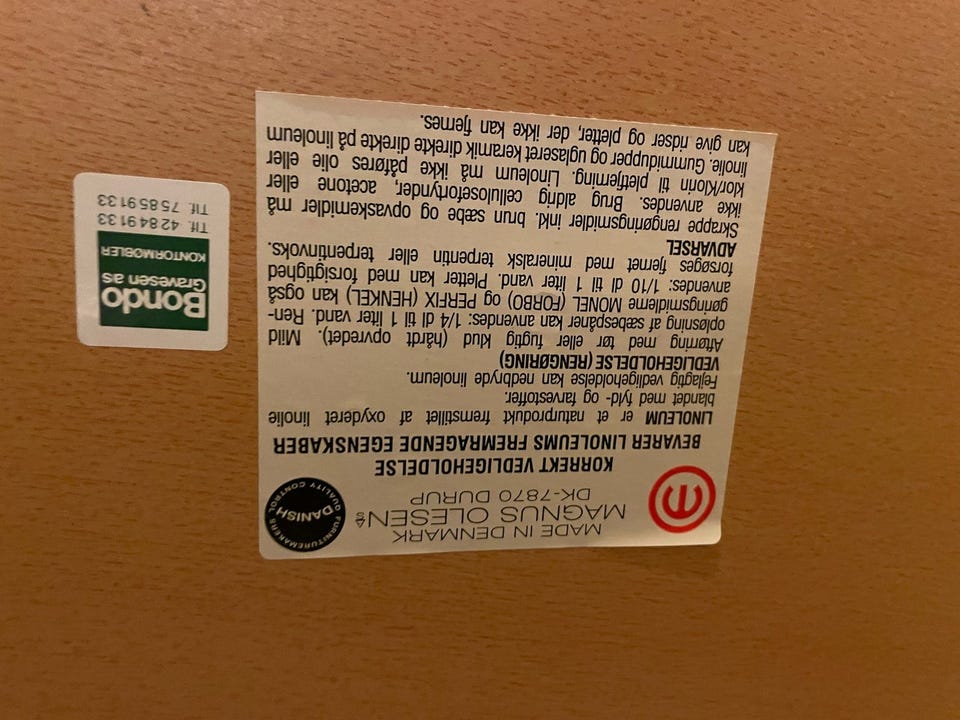 MADE IN DENMARK
MAGNUS OLESEN A/S
DK-7870 DURUP
DANISH
FURNITUREMAKERS
QUALITY CONTROL
KORREKT VEDLIGEHOLDELSE
BEVARER LINOLEUMS FREMRAGENDE EGENSKABER
LINOLEUM er et naturprodukt fremstillet af oxyderet linolie
blandet med fyld- og farvestoffer.
Fejlagtig vedligeholdelse kan nedbryde linoleum.
VEDLIGEHOLDELSE (RENGØRING)
Aftørring med tør eller fugtig klud (hårdt opvredet). Mild
opløsning af sæbespåner kan anvendes: 1/4 dl til 1 liter vand. Ren-
gøringsmidlerne MONEL (FORBO) og PERFIX (HENKEL) kan også
anvendes: 1/10 dl til 1 liter vand. Pletter kan med forsigtighed
forsøges fjernet med mineralsk terpentin eller terpentinvoks.
ADVARSEL
Skrappe rengøringsmidler inkl. brun sæbe og opvaskemidler må
ikke anvendes. Brug aldrig cellulosefortynder, acetone eller
klor/Klorin til pletfjerning. Linoleum må ikke påføres olie eller
linolie. Gummidupper og uglaseret keramik direkte på linoleum
kan give ridser og pletter, der ikke kan fjernes.
Bondo
Gravesen as
KONTORMØBLER
Tlf. 42 84 91 33
Tlf. 75 85 91 33